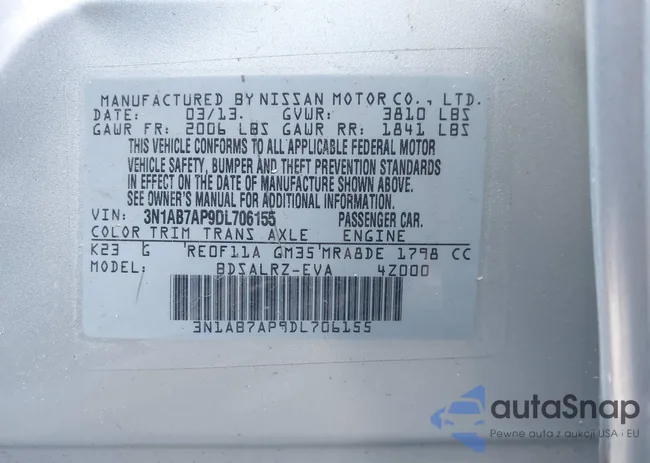 MANUFACTURED BY NISSAN MOTOR CO., LTD.
DATE: 03/13. GVWR: 3810 LBS
GAWR FR: 2006 LBS GAWR RR: 1841 LBS
THIS VEHICLE CONFORMS TO ALL APPLICABLE FEDERAL MOTOR
VEHICLE SAFETY, BUMPER AND THEFT PREVENTION STANDARDS
IN EFFECT ON THE DATE OF MANUFACTURE SHOWN ABOVE.
SEE OWNER'S MANUAL FOR ADDITIONAL INFORMATION.
VIN: 3N1AB7AP9DL706155 PASSENGER CAR.
COLOR TRIM TRANS AXLE ENGINE
K23 G RE0F11A GM35 MRA8DE 1798 CC
MODEL: BDSALRZ-EVA 4Z000
3N1AB7AP9DL706155
autaSnap
Pewne auta z aukcji USA i EU